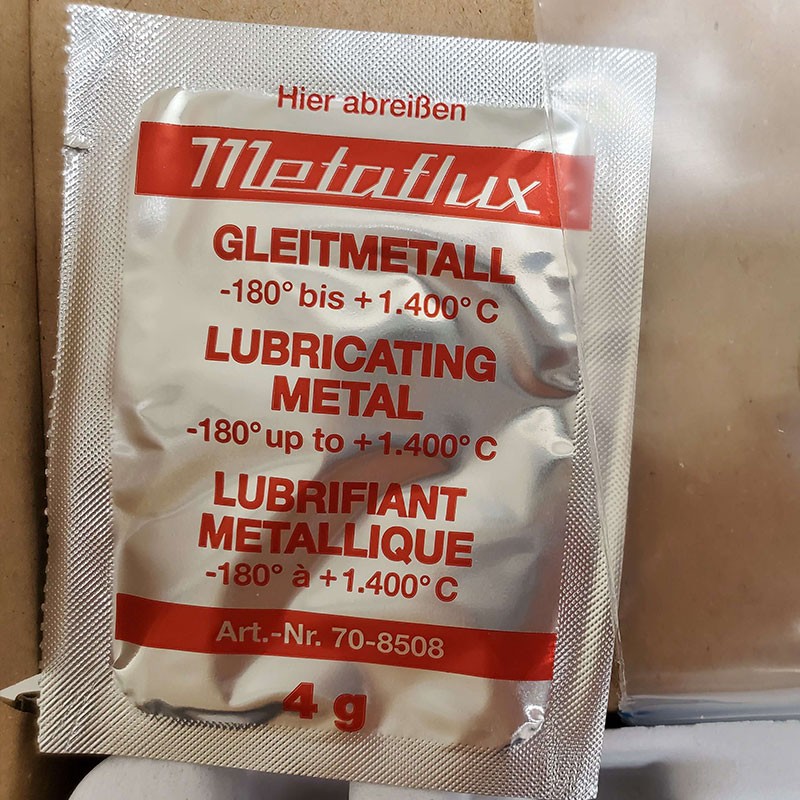 Hier abreißen
Metaflux
GLEITMETALL
-180° bis +1.400° C
LUBRICATING
METAL
-180° up to +1.400° C
LUBRIFIANT
METALLIQUE
-180° à +1.400° C
Art.-Nr. 70-8508
4 g